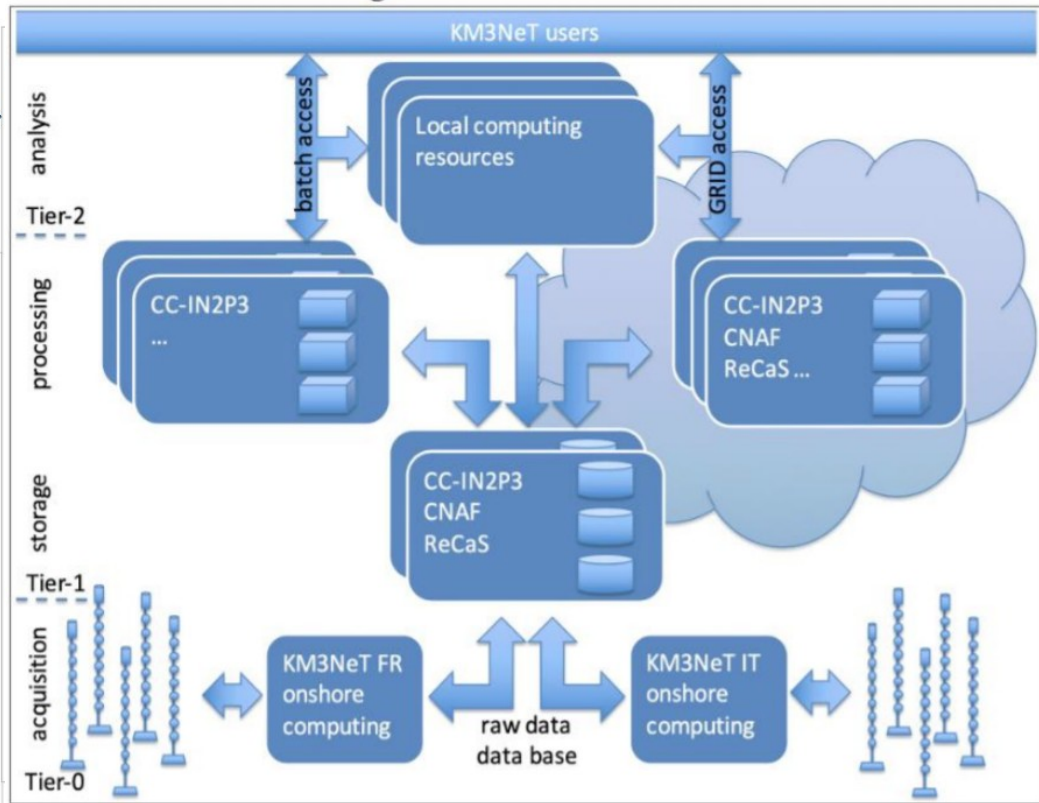 KM3NeT users
analysis
batch access
Local computing
resources
GRID access
Tier-2
processing
CC-IN2P3
...
CC-IN2P3
CNAF
ReCaS ...
storage
CC-IN2P3
CNAF
ReCaS
Tier-1
acquisition
KM3NeT FR
onshore
computing
raw data
data base
KM3NeT IT
onshore
computing
Tier-0